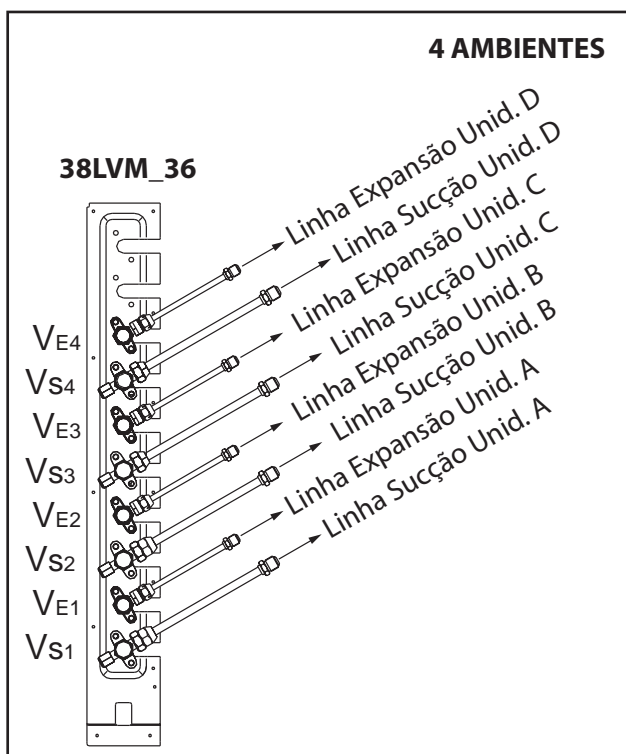 4 AMBIENTES
38LVM_36
Linha Expansão Unid. D
Linha Sucção Unid. D
Linha Expansão Unid. C
Linha Sucção Unid. C
Linha Expansão Unid. B
Linha Sucção Unid. B
Linha Expansão Unid. A
Linha Sucção Unid. A
VE4
VS4
VE3
VS3
VE2
VS2
VE1
VS1